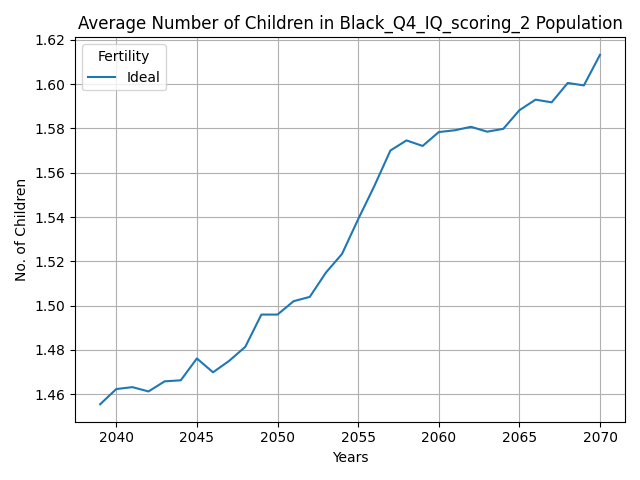 Average Number of Children in Black_Q4_IQ_scoring_2 Population
Fertility
Ideal
No. of Children
1.62
1.60
1.58
1.56
1.54
1.52
1.50
1.48
1.46
2040 2045 2050 2055 2060 2065 2070
Years